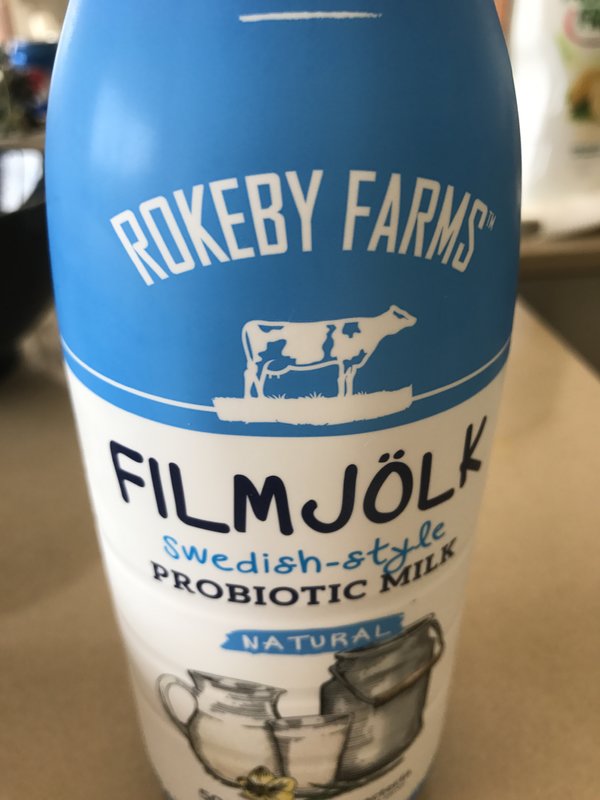 ROKEBY FARMS™
FILMJÖLK
swedish-style
PROBIOTIC MILK
NATURAL